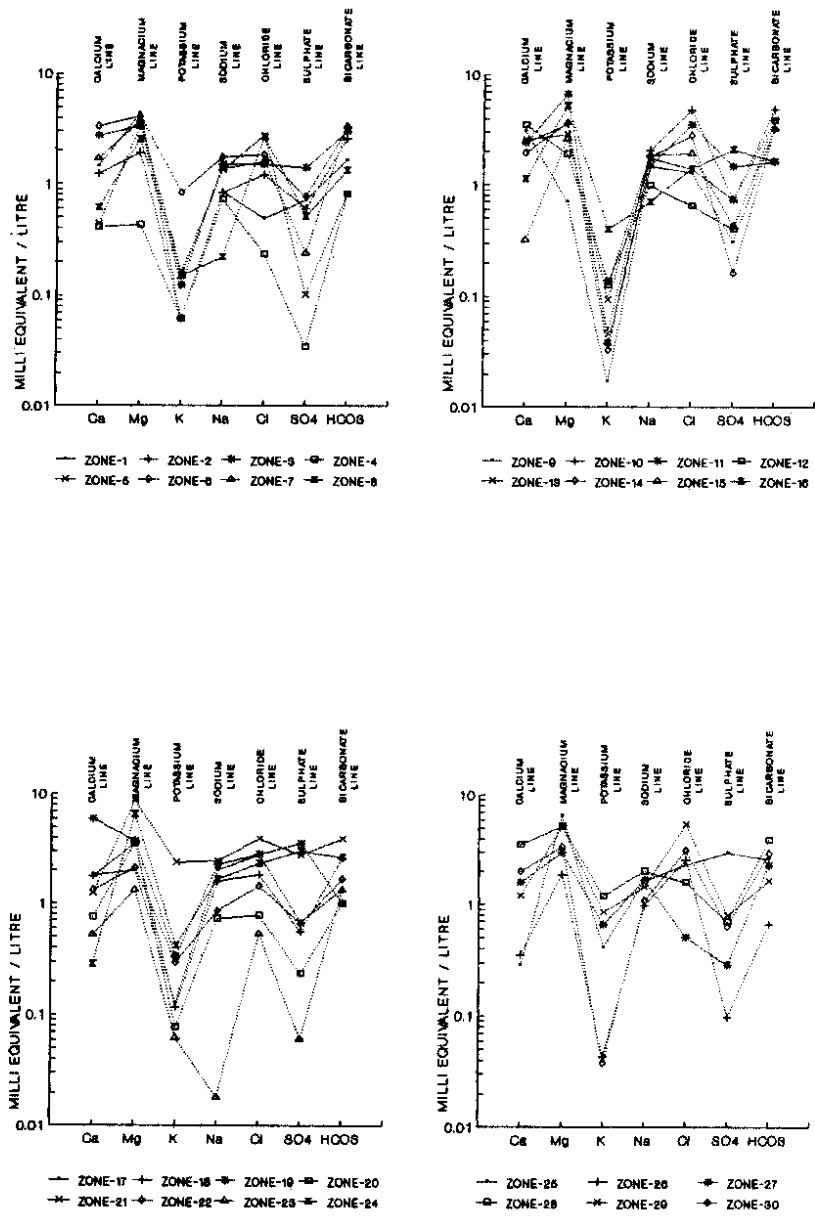 CALCIUM LINE
MAGNACIUM LINE
POTASSIUM LINE
SODIUM LINE
CHLORIDE LINE
SULPHATE LINE
BICARBONATE LINE
MILLI EQUIVALENT / LITRE
10
1
0.1
0.01
Ca Mg K Na Cl SO4 HCOS
ZONE-1 ZONE-2 ZONE-3 ZONE-4
ZONE-5 ZONE-6 ZONE-7 ZONE-8
CALCIUM LINE
MAGNACIUM LINE
POTASSIUM LINE
SODIUM LINE
CHLORIDE LINE
SULPHATE LINE
BICARBONATE LINE
MILLI EQUIVALENT / LITRE
10
1
0.1
0.01
Ca Mg K Na Cl SO4 HCOS
ZONE-9 ZONE-10 ZONE-11 ZONE-12
ZONE-13 ZONE-14 ZONE-15 ZONE-16
CALCIUM LINE
MAGNACIUM LINE
POTASSIUM LINE
SODIUM LINE
CHLORIDE LINE
SULPHATE LINE
BICARBONATE LINE
MILLI EQUIVALENT / LITRE
10
1
0.1
0.01
Ca Mg K Na Cl SO4 HCOS
ZONE-17 ZONE-18 ZONE-19 ZONE-20
ZONE-21 ZONE-22 ZONE-23 ZONE-24
CALCIUM LINE
MAGNACIUM LINE
POTASSIUM LINE
SODIUM LINE
CHLORIDE LINE
SULPHATE LINE
BICARBONATE LINE
MILLI EQUIVALENT / LITRE
10
1
0.1
0.01
Ca Mg K Na Cl SO4 HCOS
ZONE-25 ZONE-26 ZONE-27
ZONE-28 ZONE-29 ZONE-30